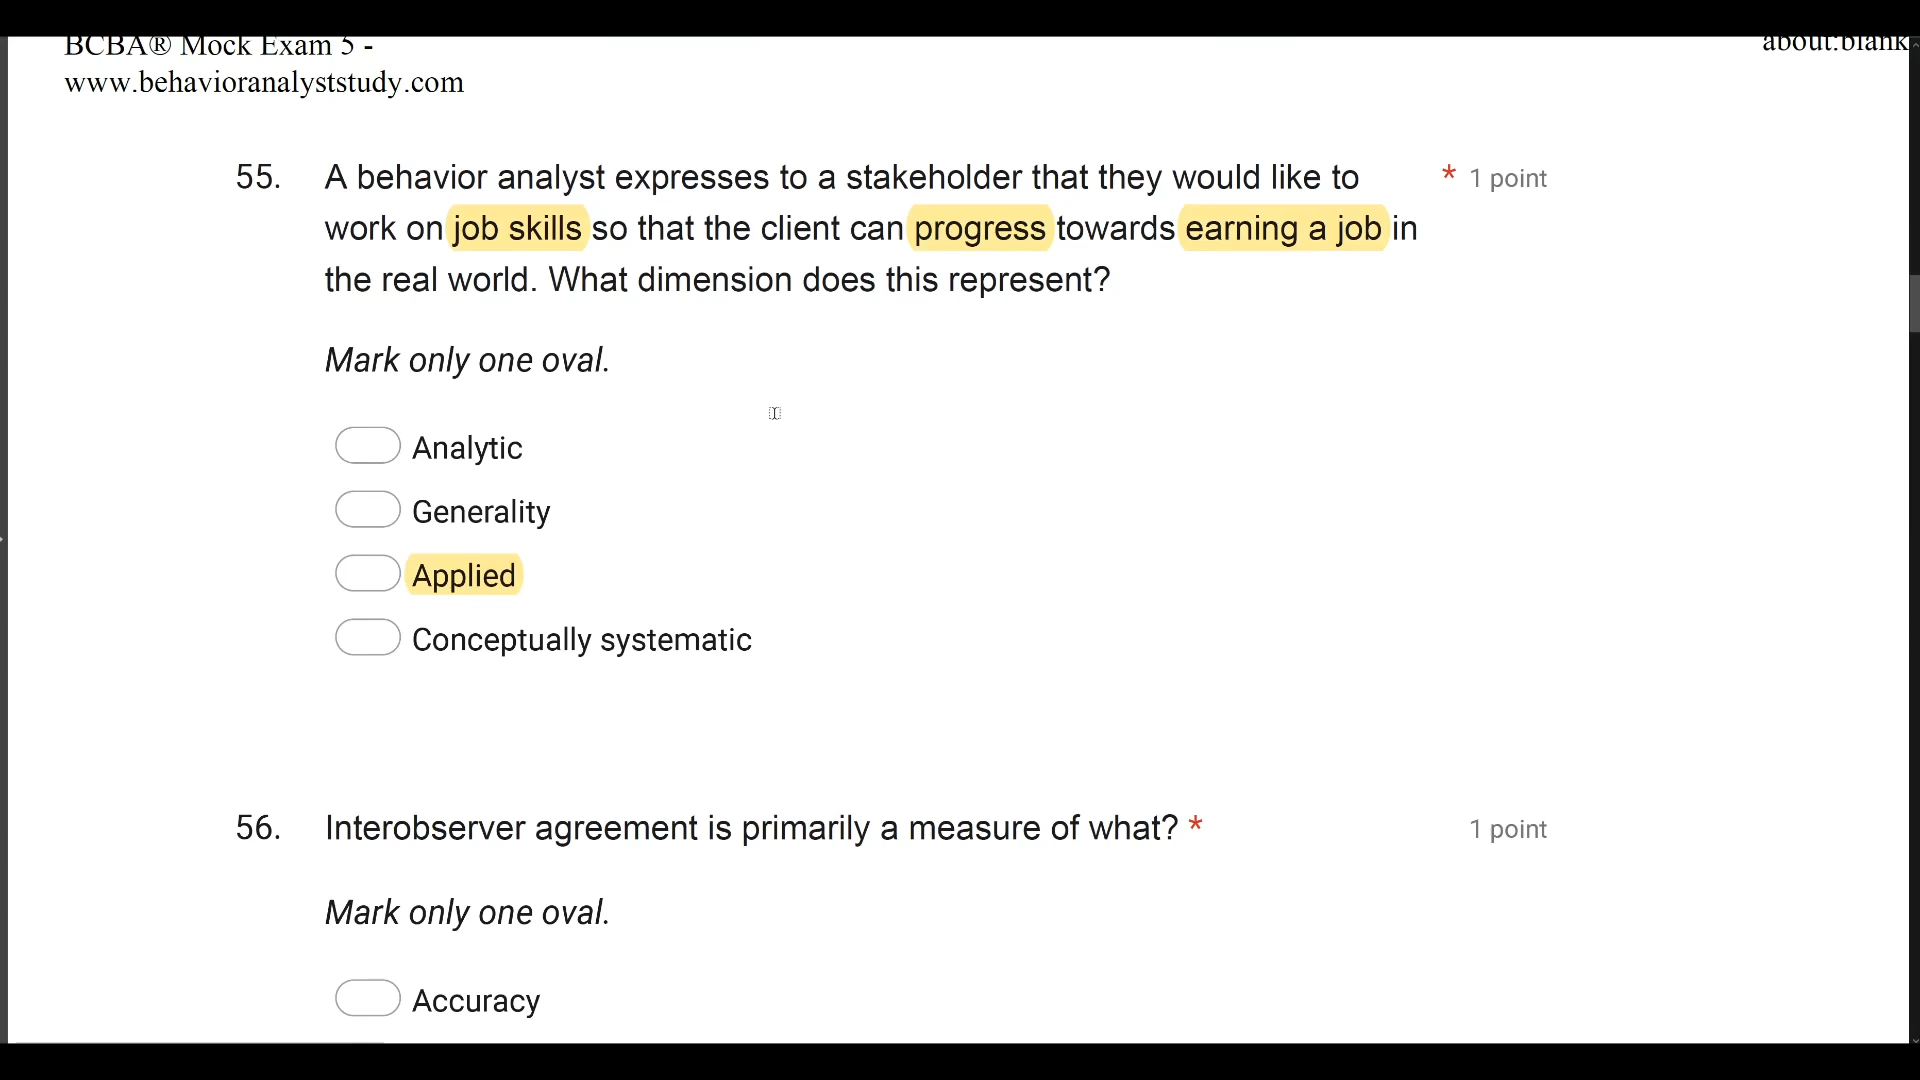 BCBA® Mock Exam 5 -
about:blank
www.behavioranalyststudy.com
55. A behavior analyst expresses to a stakeholder that they would like to * 1 point
work on job skills so that the client can progress towards earning a job in
the real world. What dimension does this represent?
Mark only one oval.
Analytic
Generality
Applied
Conceptually systematic
56. Interobserver agreement is primarily a measure of what? * 1 point
Mark only one oval.
Accuracy